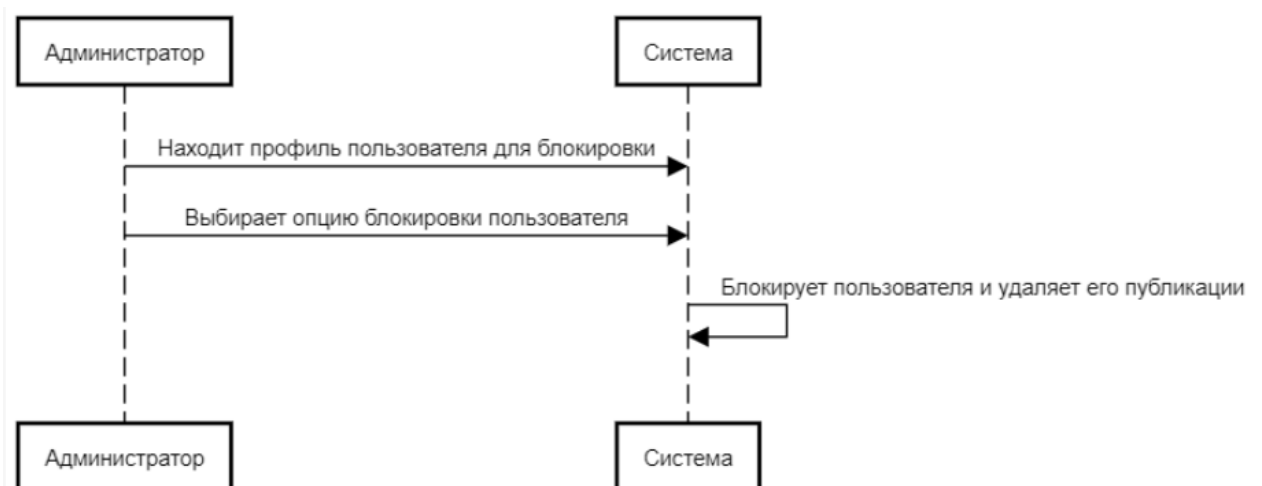 Администратор
Система
Находит профиль пользователя для блокировки
Выбирает опцию блокировки пользователя
Блокирует пользователя и удаляет его публикации
Администратор
Система